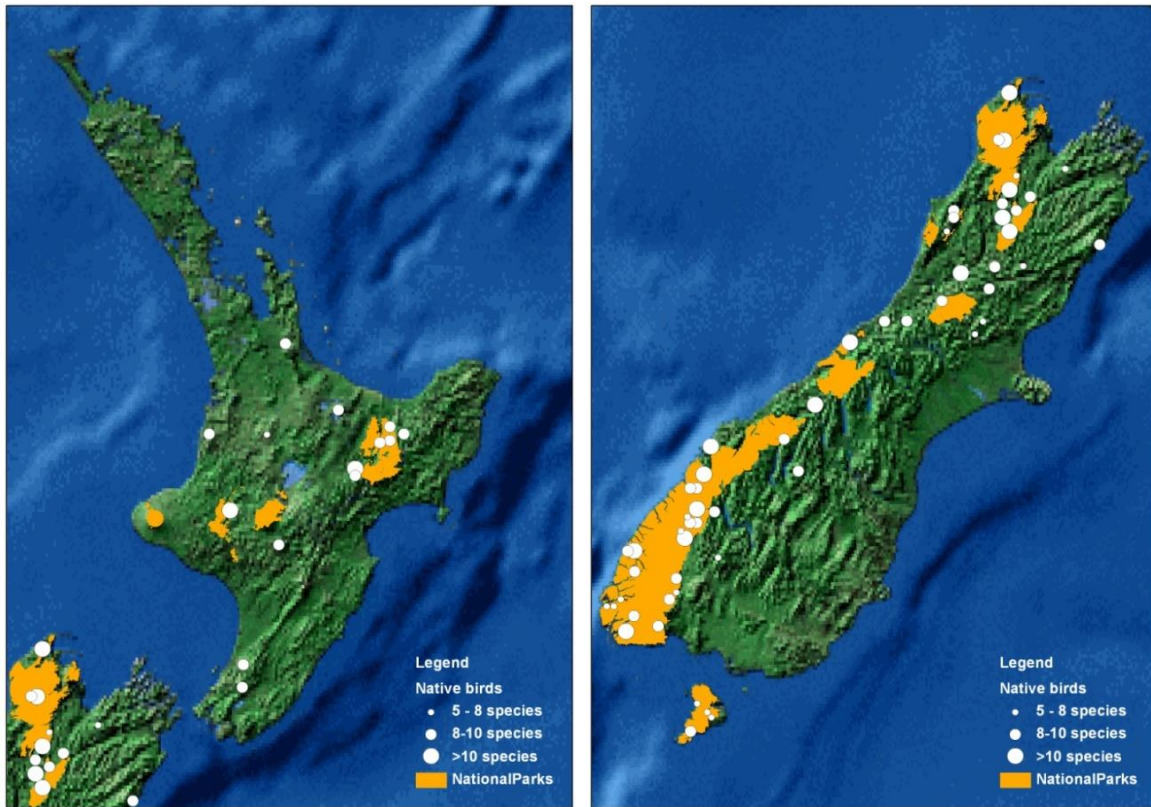 Legend
Native birds
5 - 8 species
8-10 species
>10 species
NationalParks
Legend
Native birds
5 - 8 species
8-10 species
>10 species
NationalParks